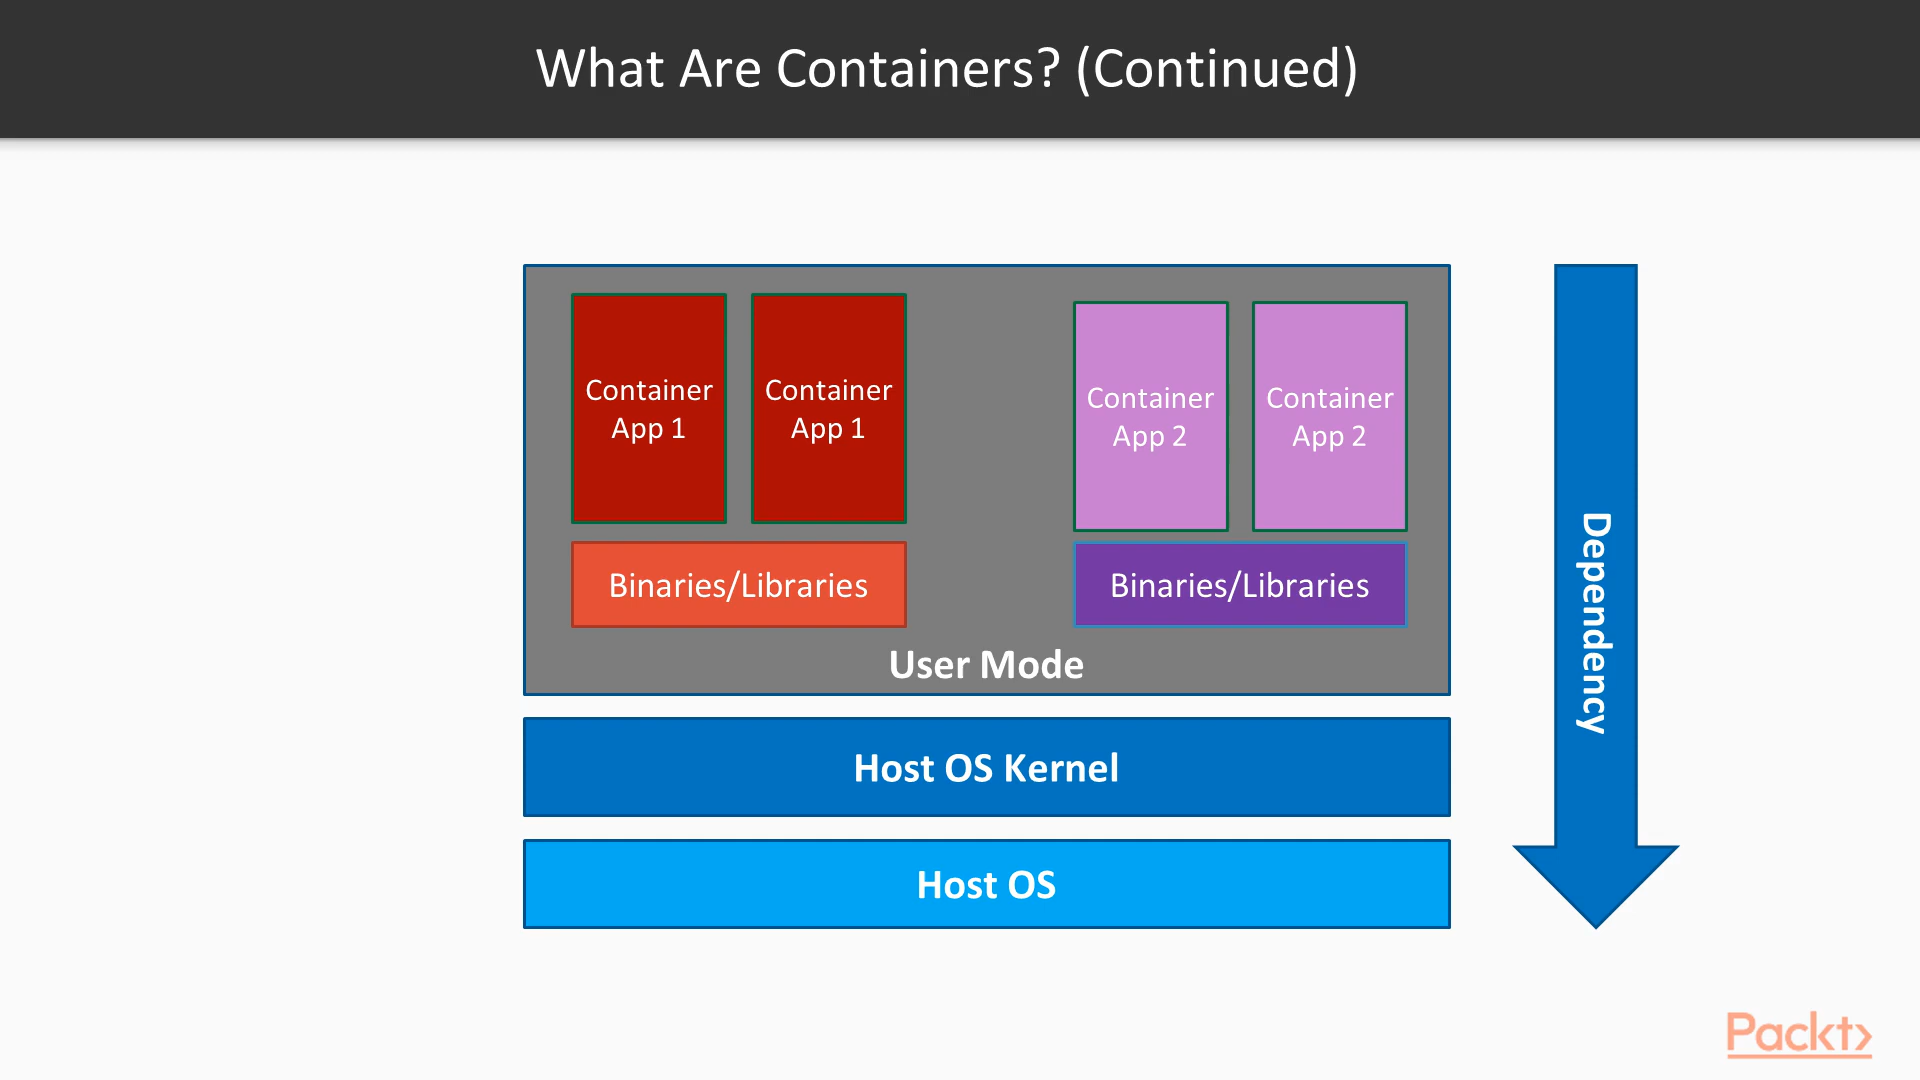 What Are Containers? (Continued)
Container
App 1
Container
App 1
Container
App 2
Container
App 2
Binaries/Libraries
Binaries/Libraries
User Mode
Host OS Kernel
Host OS
Dependency
Packt>